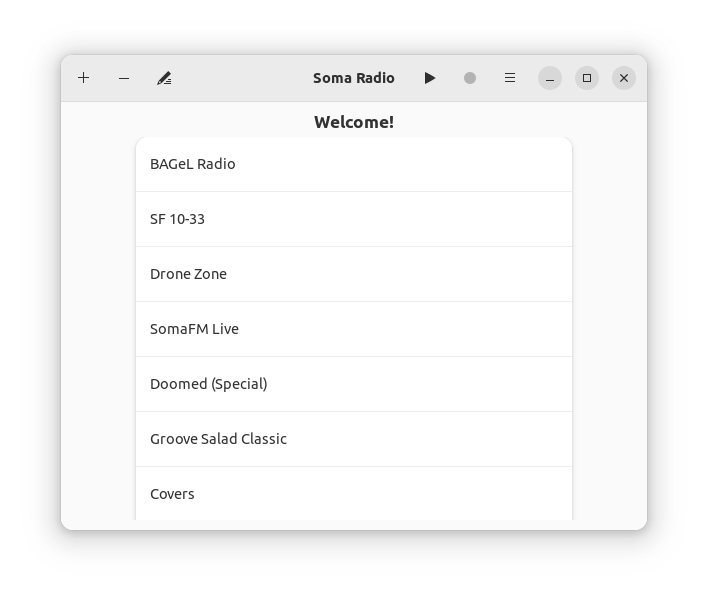 Soma Radio
Welcome!
BAGeL Radio
SF 10-33
Drone Zone
SomaFM Live
Doomed (Special)
Groove Salad Classic
Covers